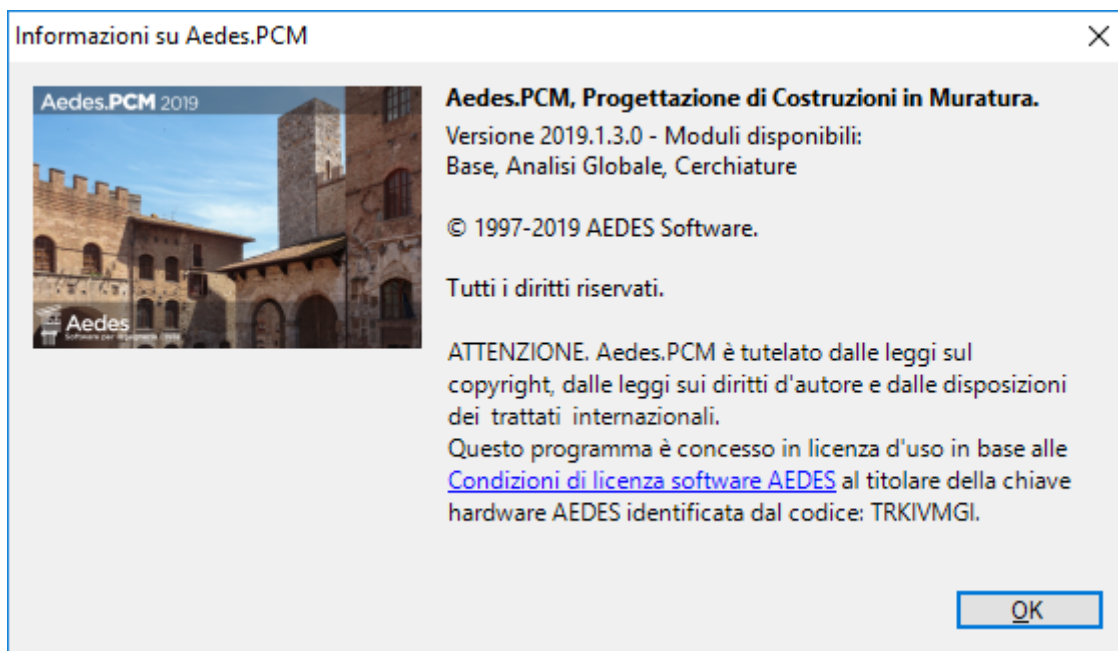 Informazioni su Aedes.PCM
Aedes.PCM 2019
Aedes
Software per Ingegneria Civile
Aedes.PCM, Progettazione di Costruzioni in Muratura.
Versione 2019.1.3.0 - Moduli disponibili:
Base, Analisi Globale, Cerchiature
© 1997-2019 AEDES Software.
Tutti i diritti riservati.
ATTENZIONE. Aedes.PCM è tutelato dalle leggi sul
copyright, dalle leggi sui diritti d'autore e dalle disposizioni
dei trattati internazionali.
Questo programma è concesso in licenza d'uso in base alle
Condizioni di licenza software AEDES al titolare della chiave
hardware AEDES identificata dal codice: TRKIVMGI.
OK